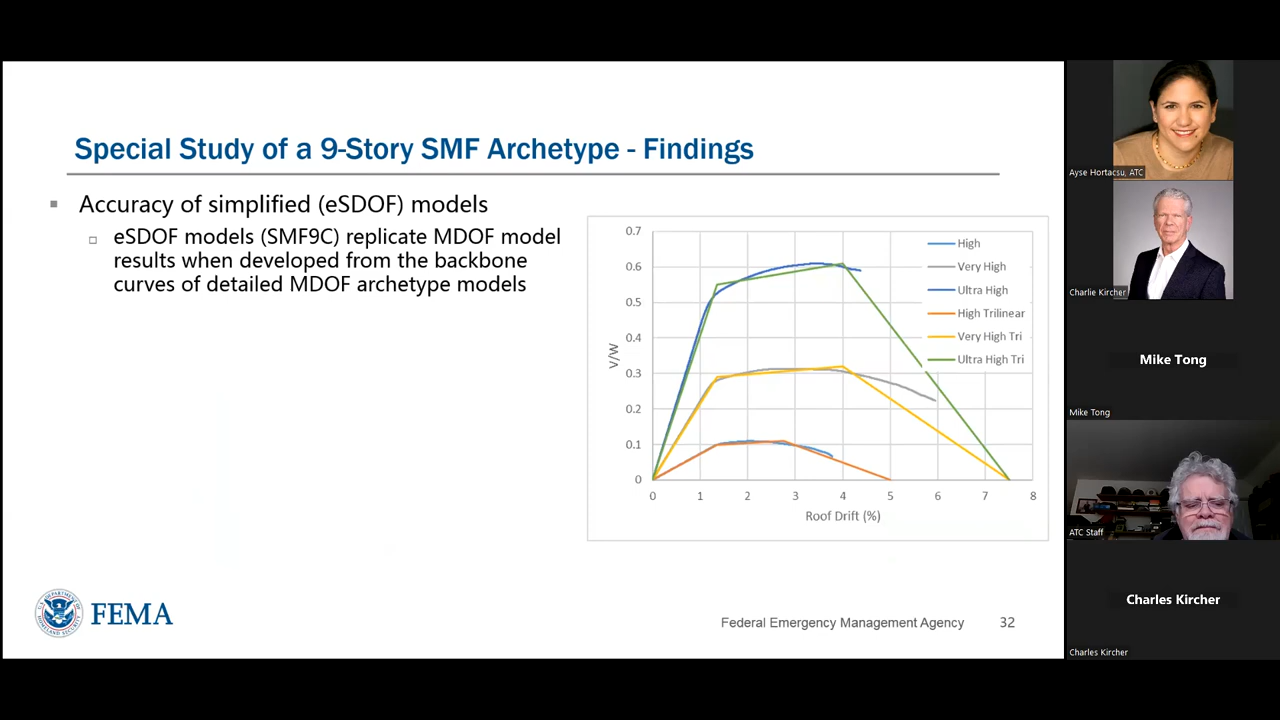 Special Study of a 9-Story SMF Archetype - Findings
Accuracy of simplified (eSDOF) models
eSDOF models (SMF9C) replicate MDOF model
results when developed from the backbone
curves of detailed MDOF archetype models
0.7
0.6
0.5
0.4
0.3
0.2
0.1
0
V/W
0 1 2 3 4 5 6 7 8
Roof Drift (%)
High
Very High
Ultra High
High Trilinear
Very High Tri
Ultra High Tri
FEMA
Federal Emergency Management Agency 32
Ayse Hortacsu, ATC
Charlie Kircher
Mike Tong
Mike Tong
ATC Staff
Charles Kircher
Charles Kircher